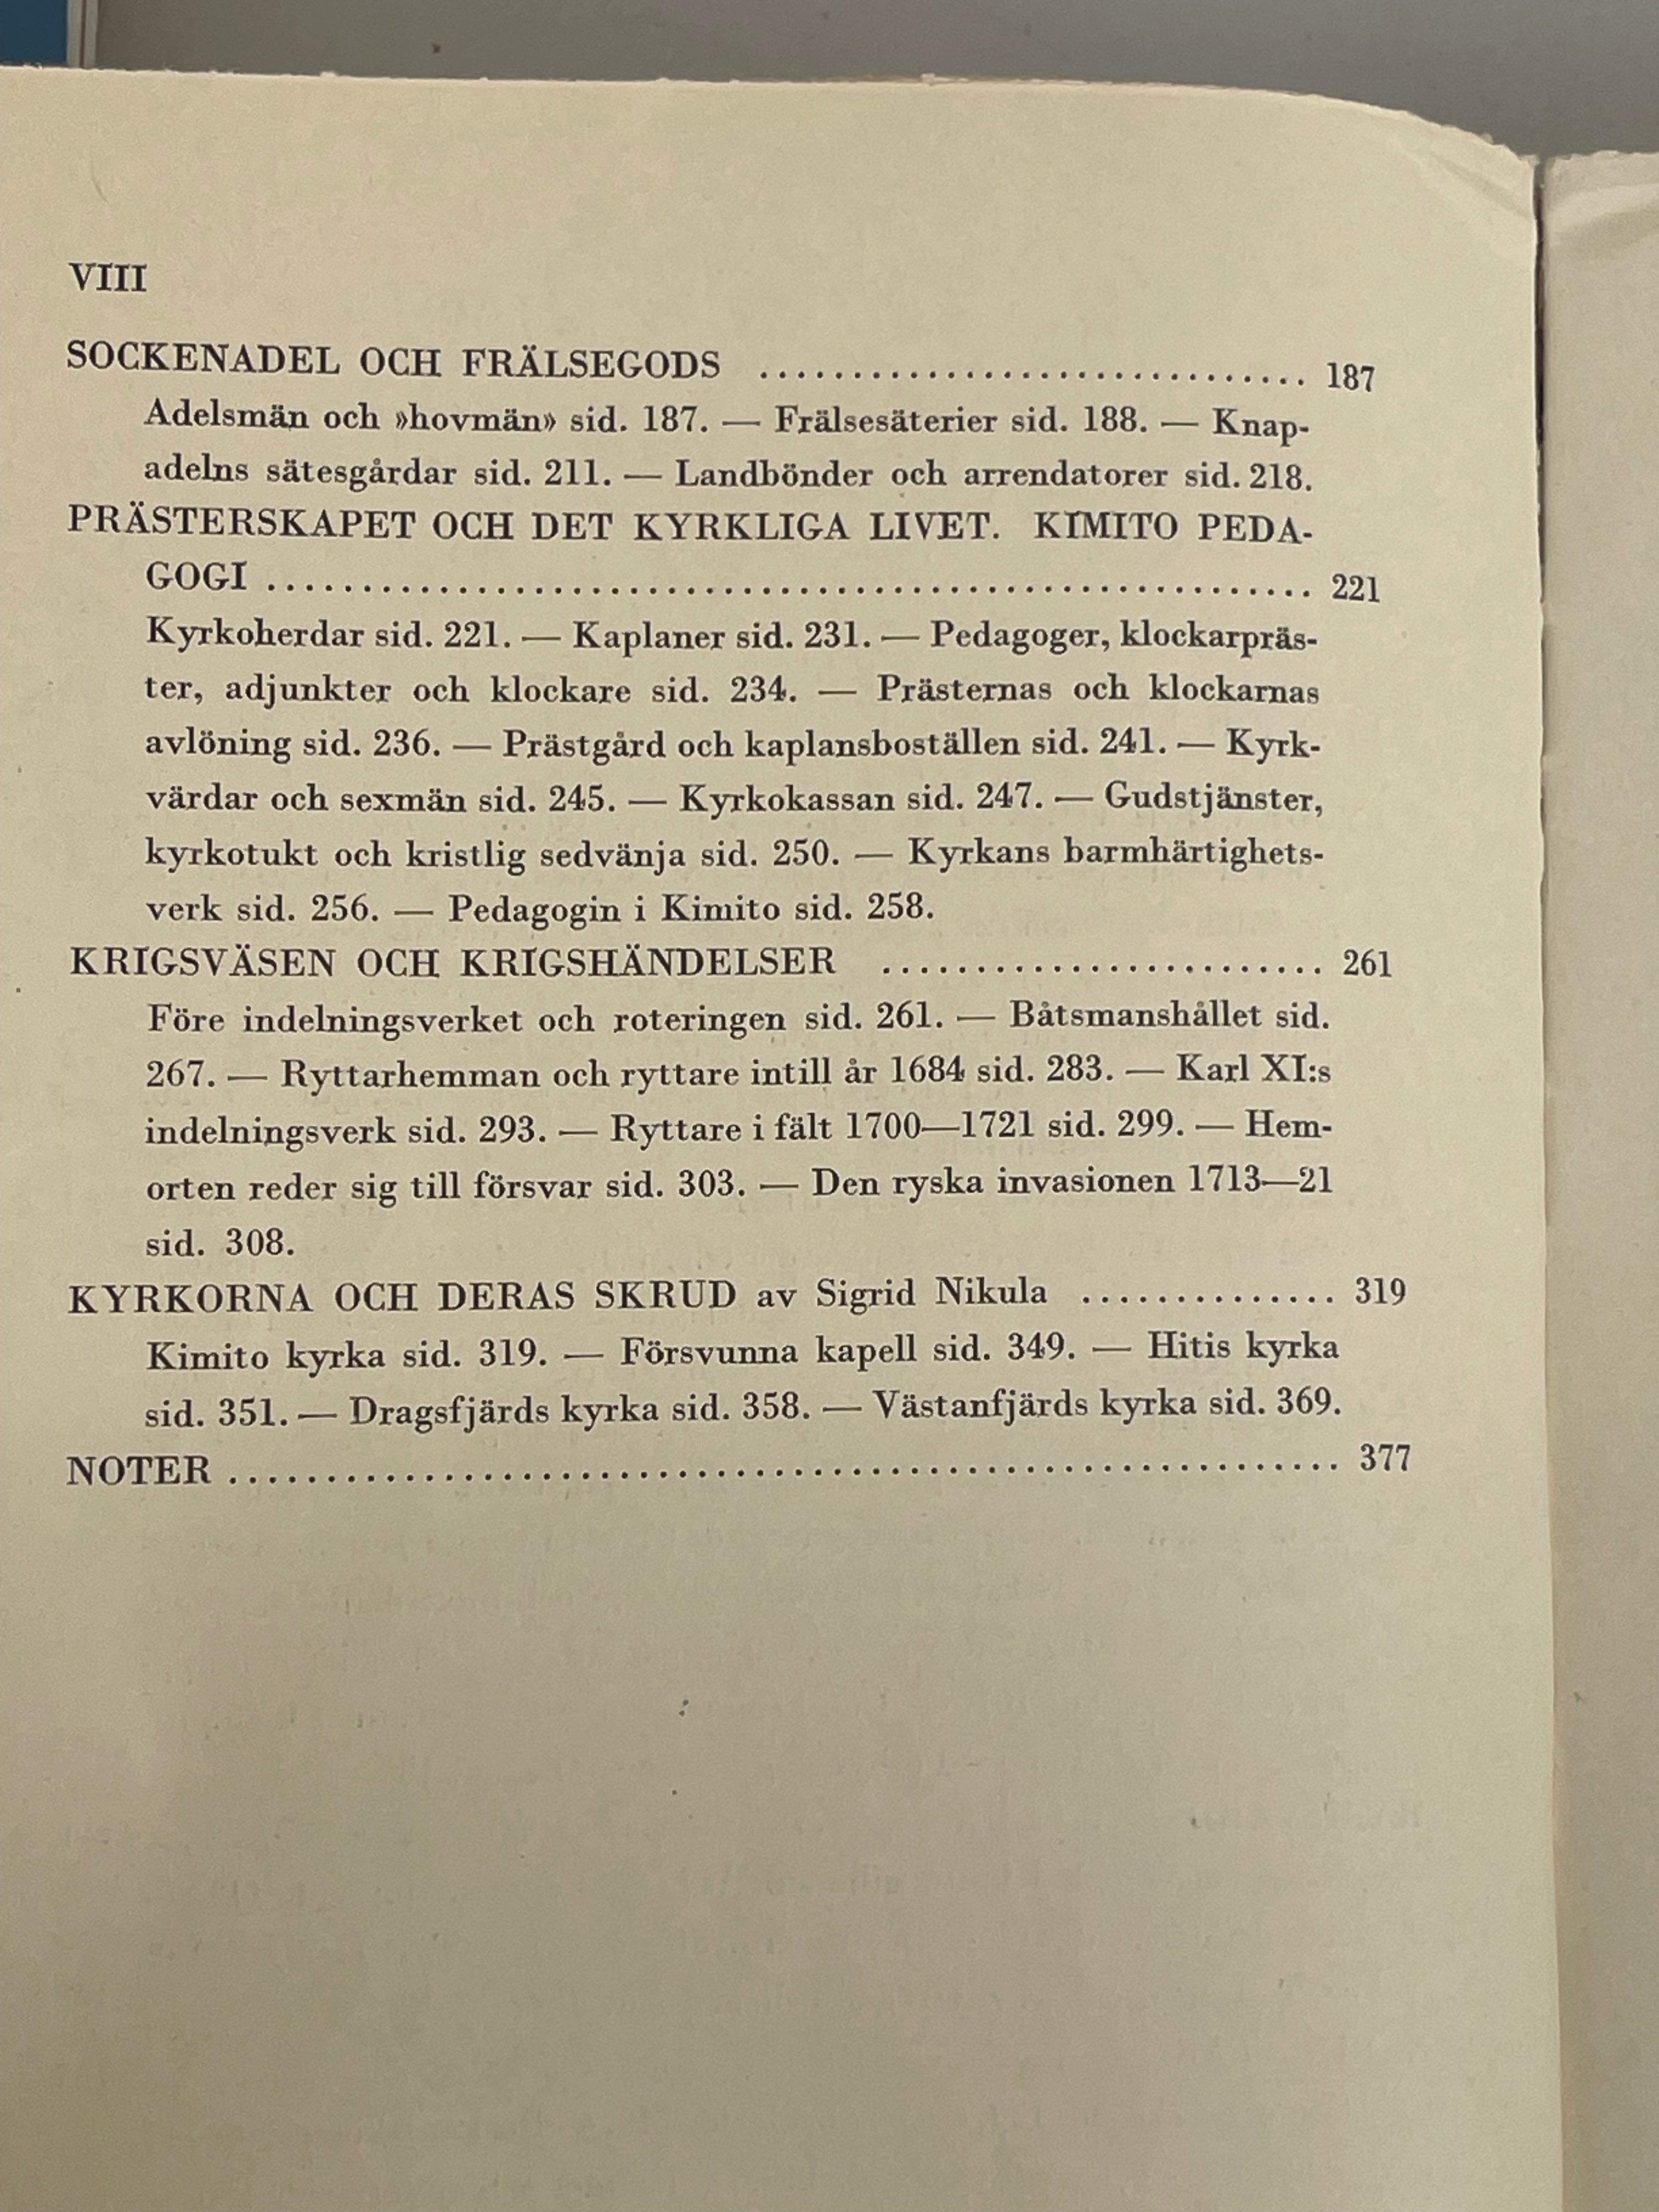 VIII
SOCKENADEL OCH FRÄLSEGODS .............................. 187
Adelsmän och »hovmän» sid. 187. — Frälsesäterier sid. 188. — Knap-
adelns sätesgårdar sid. 211. — Landbönder och arrendatorer sid. 218.
PRÄSTERSKAPET OCH DET KYRKLIGA LIVET. KIMITO PEDA-
GOGI ........................................................ 221
Kyrkoherdar sid. 221. — Kaplaner sid. 231. — Pedagoger, klockarpräs-
ter, adjunkter och klockare sid. 234. — Prästernas och klockarnas
avlöning sid. 236. — Prästgård och kaplansboställen sid. 241. — Kyrk-
värdar och sexmän sid. 245. — Kyrkokassan sid. 247. — Gudstjänster,
kyrkotukt och kristlig sedvänja sid. 250. — Kyrkans barmhärtighets-
verk sid. 256. — Pedagogin i Kimito sid. 258.
KRIGSVÄSEN OCH KRIGSHÄNDELSER ........................ 261
Före indelningsverket och roteringen sid. 261. — Båtsmanshållet sid.
267. — Ryttarhemman och ryttare intill år 1684 sid. 283. — Karl XI:s
indelningsverk sid. 293. — Ryttare i fält 1700—1721 sid. 299. — Hem-
orten reder sig till försvar sid. 303. — Den ryska invasionen 1713—21
sid. 308.
KYRKORNA OCH DERAS SKRUD av Sigrid Nikula .............. 319
Kimito kyrka sid. 319. — Försvunna kapell sid. 349. — Hitis kyrka
sid. 351. — Dragsfjärds kyrka sid. 358. — Västanfjärds kyrka sid. 369.
NOTER .......................................................... 377